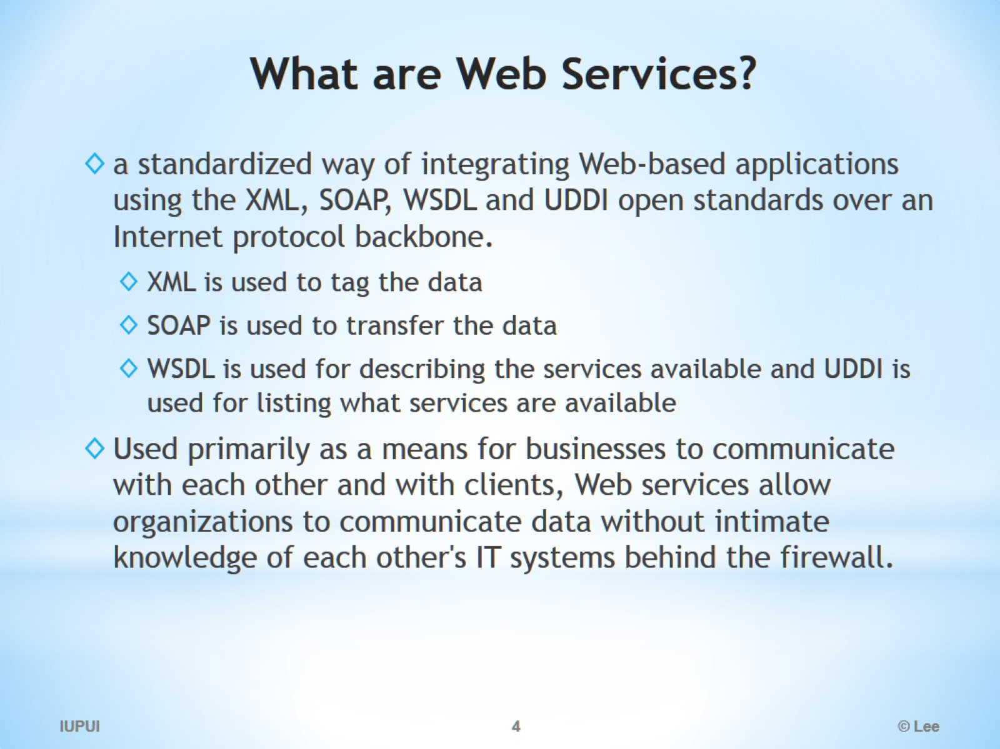 What are Web Services?
◇ a standardized way of integrating Web-based applications
using the XML, SOAP, WSDL and UDDI open standards over an
Internet protocol backbone.
◇ XML is used to tag the data
◇ SOAP is used to transfer the data
◇ WSDL is used for describing the services available and UDDI is
used for listing what services are available
◇ Used primarily as a means for businesses to communicate
with each other and with clients, Web services allow
organizations to communicate data without intimate
knowledge of each other's IT systems behind the firewall.
IUPUI 4 © Lee